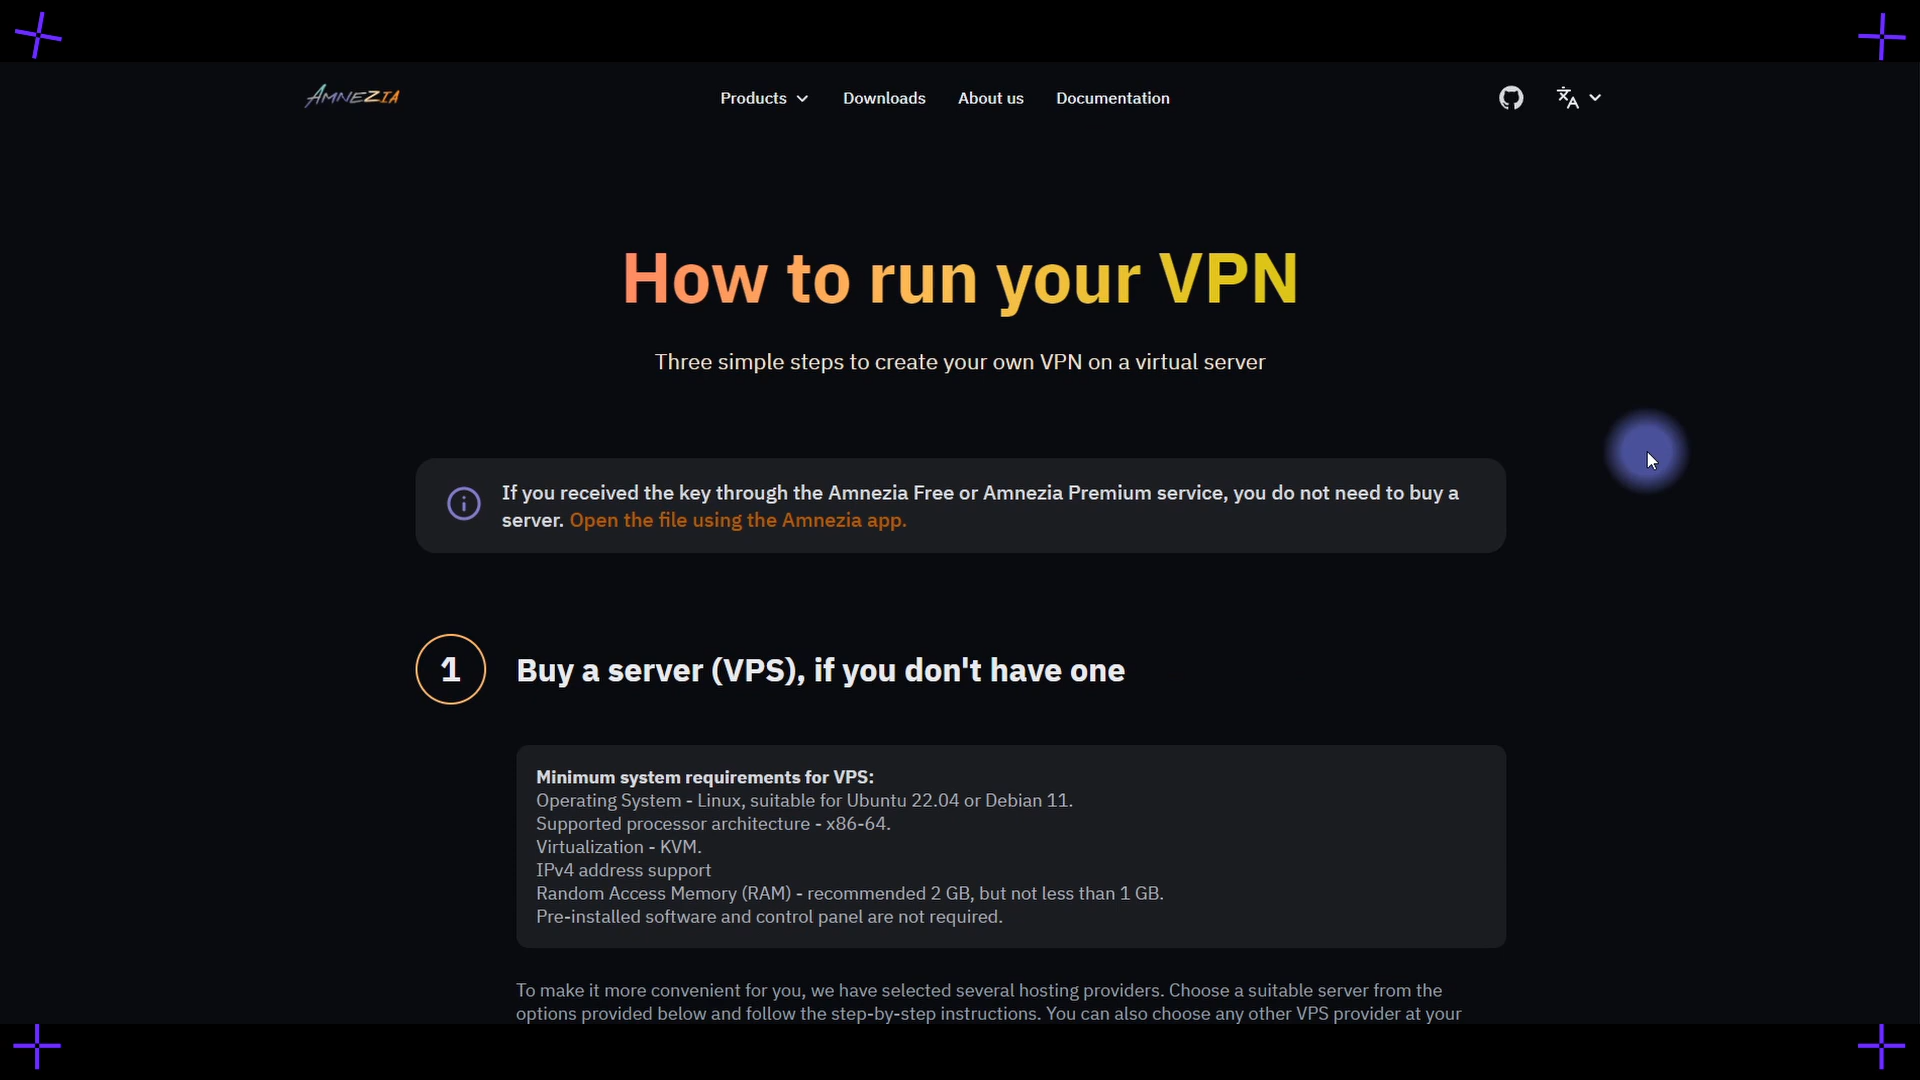 AMNEZIA
Products
Downloads
About us
Documentation
How to run your VPN
Three simple steps to create your own VPN on a virtual server
If you received the key through the Amnezia Free or Amnezia Premium service, you do not need to buy a
server. Open the file using the Amnezia app.
1
Buy a server (VPS), if you don't have one
Minimum system requirements for VPS:
Operating System - Linux, suitable for Ubuntu 22.04 or Debian 11.
Supported processor architecture - x86-64.
Virtualization - KVM.
IPv4 address support
Random Access Memory (RAM) - recommended 2 GB, but not less than 1 GB.
Pre-installed software and control panel are not required.
To make it more convenient for you, we have selected several hosting providers. Choose a suitable server from the
options provided below and follow the step-by-step instructions. You can also choose any other VPS provider at your